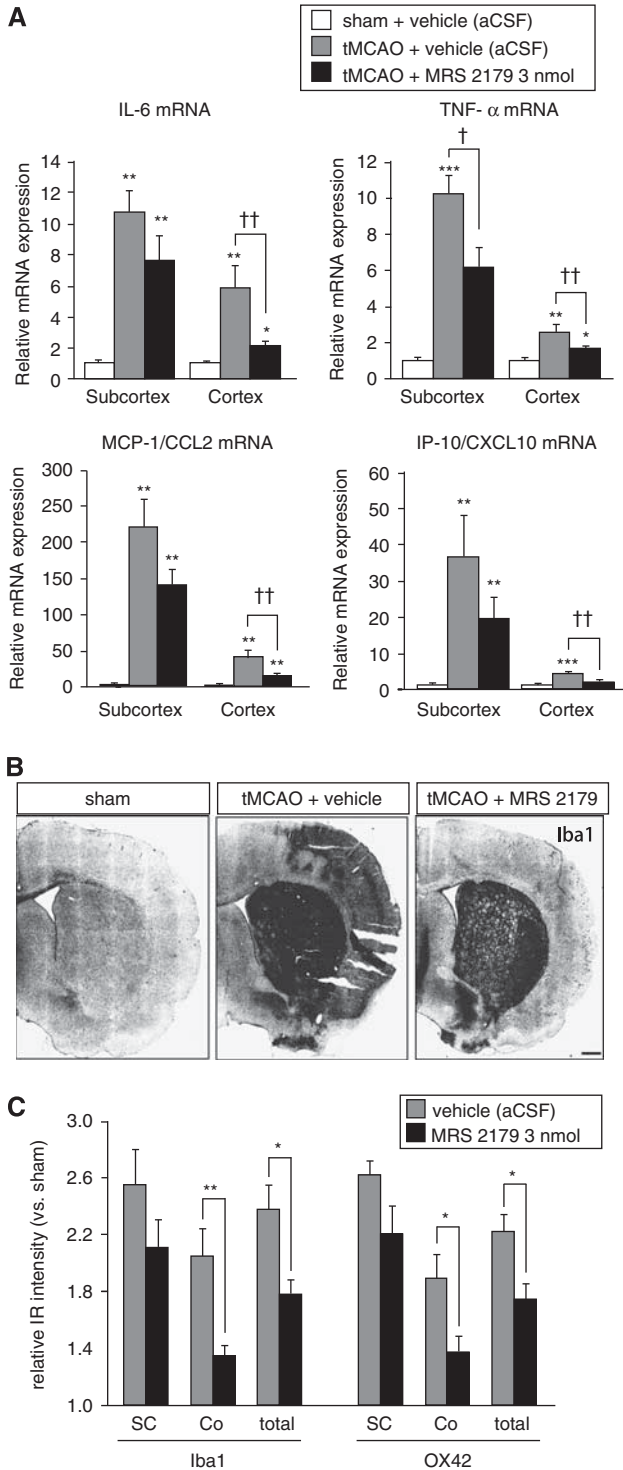 A
sham + vehicle (aCSF)
tMCAO + vehicle (aCSF)
tMCAO + MRS 2179 3 nmol
IL-6 mRNA
Relative mRNA expression
14
12
10
8
6
4
2
0
** ** ** †† *
Subcortex Cortex
TNF- α mRNA
Relative mRNA expression
12
10
8
6
4
2
0
*** † ** †† *
Subcortex Cortex
MCP-1/CCL2 mRNA
Relative mRNA expression
300
250
200
150
100
50
0
** ** ** †† **
Subcortex Cortex
IP-10/CXCL10 mRNA
Relative mRNA expression
60
50
40
30
20
10
0
** ** *** ††
Subcortex Cortex
B
sham tMCAO + vehicle tMCAO + MRS 2179
Iba1
C
vehicle (aCSF)
MRS 2179 3 nmol
relative IR intensity (vs. sham)
3.0
2.6
2.2
1.8
1.4
1.0
** * * *
SC Co total SC Co total
Iba1 OX42